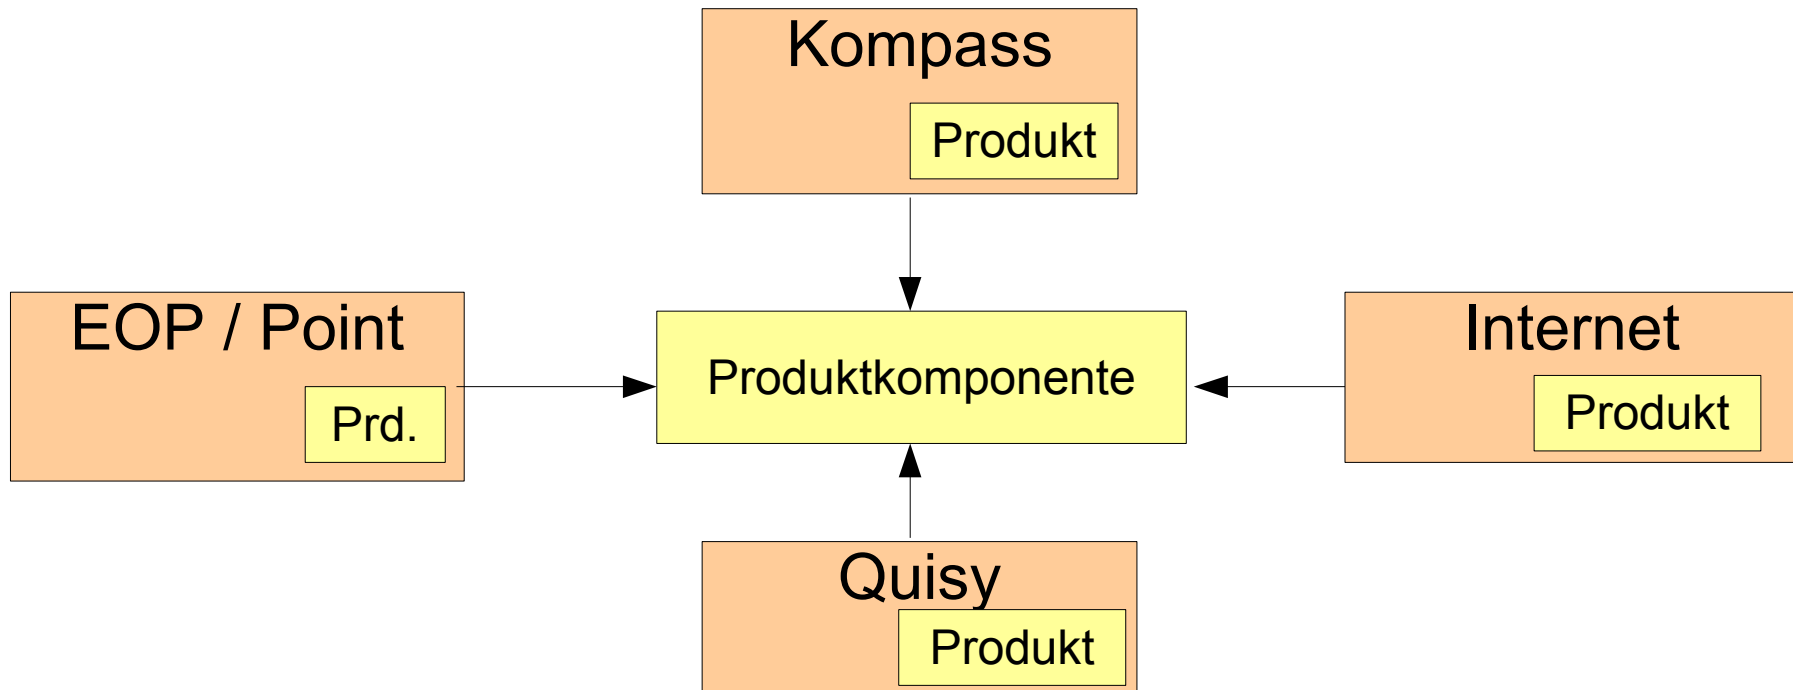 Kompass
Produkt
EOP / Point
Prd.
Produktkomponente
Internet
Produkt
Quisy
Produkt